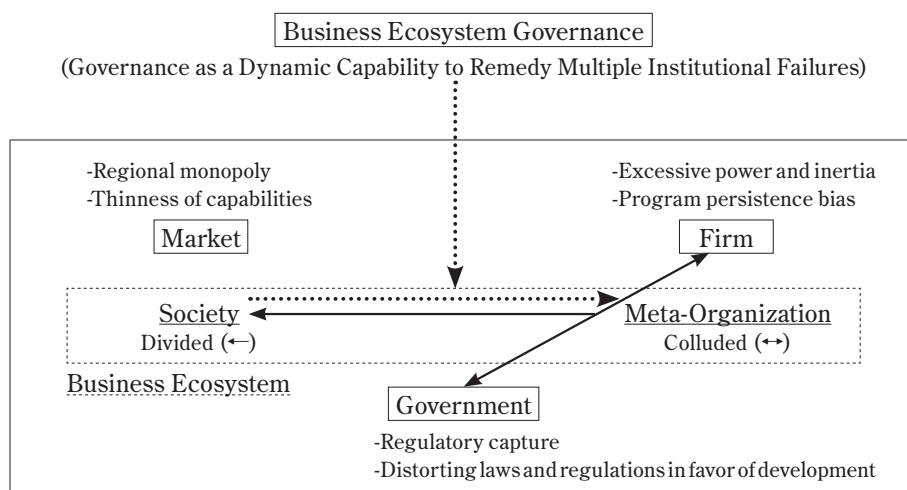 Business Ecosystem Governance
(Governance as a Dynamic Capability to Remedy Multiple Institutional Failures)
-Regional monopoly
-Thinness of capabilities
Market
-Excessive power and inertia
-Program persistence bias
Firm
Society
Divided (←)
Meta-Organization
Colluded (↔)
Business Ecosystem
Government
-Regulatory capture
-Distorting laws and regulations in favor of development